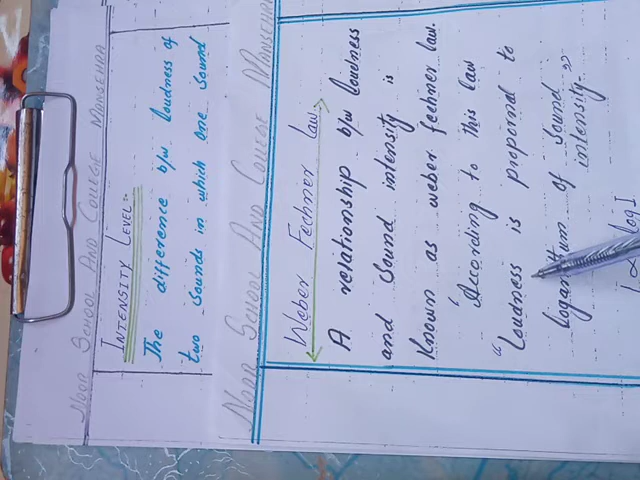 NOOR SCHOOL AND COLLEGE MANSEHRA
INTENSITY LEVEL:
The difference b/w loudness of
two sounds in which one sound
NOOR SCHOOL AND COLLEGE MANSEHRA
Weber Fechner Law:
A relationship b/w loudness
and sound intensity is
known as weber fechner law.
According to this law
"Loudness is propornal to
of sound
intensity."
L ∝ log I